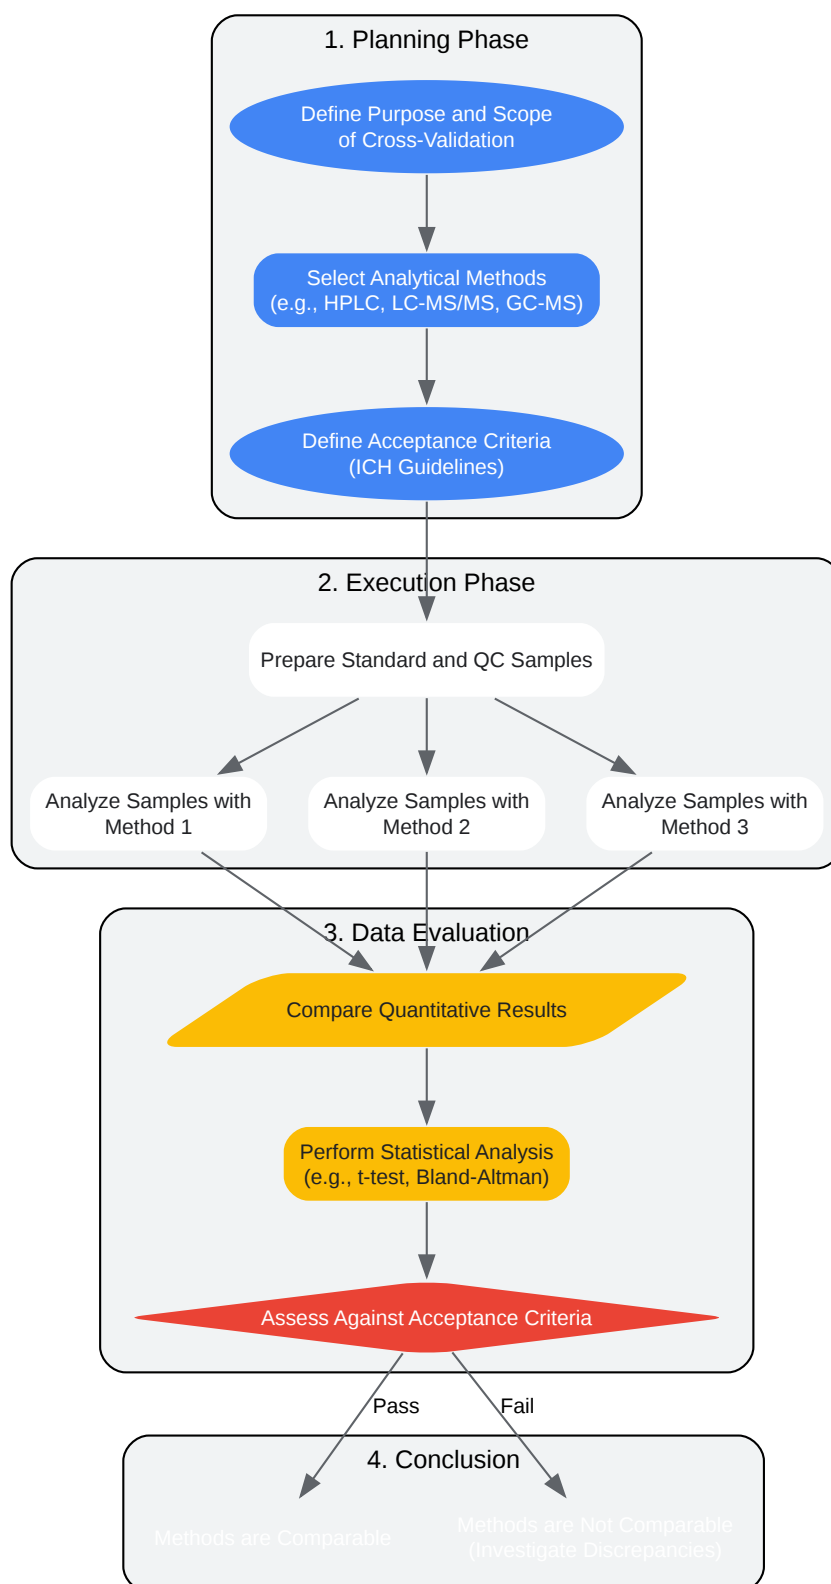 1. Planning Phase
Define Purpose and Scope
of Cross-Validation
Select Analytical Methods
(e.g., HPLC, LC-MS/MS, GC-MS)
Define Acceptance Criteria
(ICH Guidelines)
2. Execution Phase
Prepare Standard and QC Samples
Analyze Samples with
Method 1
Analyze Samples with
Method 2
Analyze Samples with
Method 3
3. Data Evaluation
Compare Quantitative Results
Perform Statistical Analysis
(e.g., t-test, Bland-Altman)
Assess Against Acceptance Criteria
Pass
Fail
4. Conclusion
Methods are Comparable
Methods are Not Comparable
(Investigate Discrepancies)